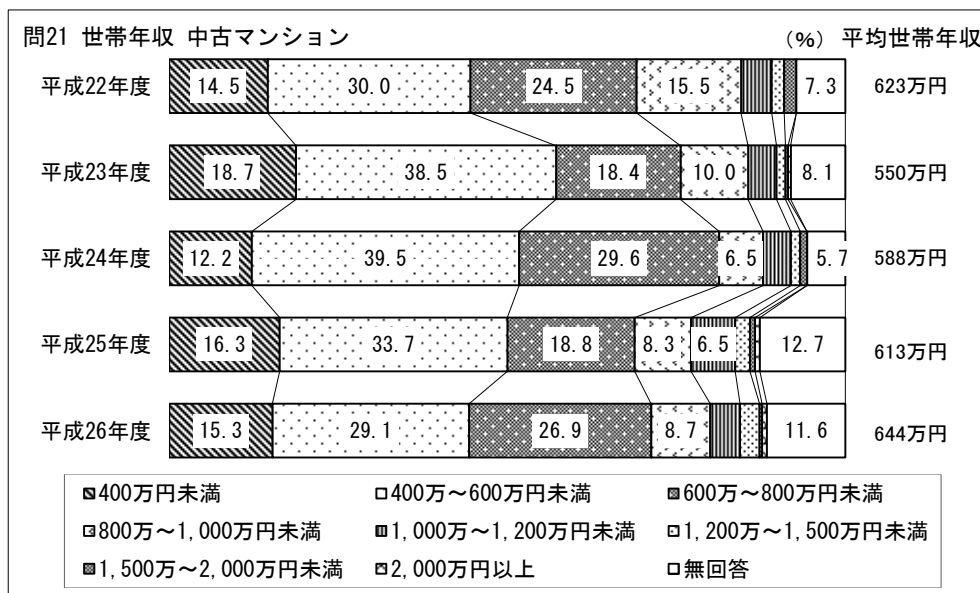 問21 世帯年収 中古マンション (%) 平均世帯年収
平成22年度 14.5 30.0 24.5 15.5 7.3 623万円
平成23年度 18.7 38.5 18.4 10.0 8.1 550万円
平成24年度 12.2 39.5 29.6 6.5 5.7 588万円
平成25年度 16.3 33.7 18.8 8.3 6.5 12.7 613万円
平成26年度 15.3 29.1 26.9 8.7 11.6 644万円
400万円未満 400万～600万円未満 600万～800万円未満
800万～1,000万円未満 1,000万～1,200万円未満 1,200万～1,500万円未満
1,500万～2,000万円未満 2,000万円以上 無回答